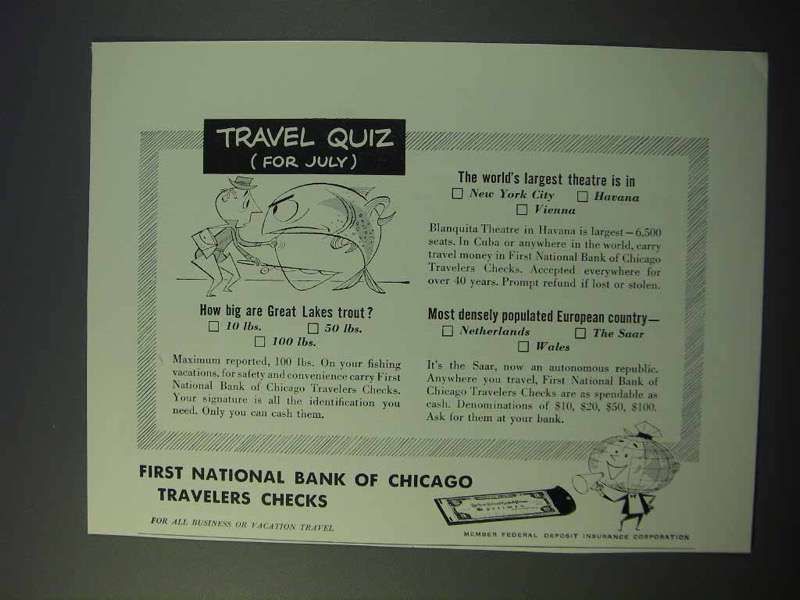 TRAVEL QUIZ
(FOR JULY)
How big are Great Lakes trout?
10 lbs. 50 lbs.
100 lbs.
Maximum reported, 100 lbs. On your fishing
vacations, for safety and convenience carry First
National Bank of Chicago Travelers Checks.
Your signature is all the identification you
need. Only you can cash them.
The world's largest theatre is in
New York City Havana
Vienna
Blanquita Theatre in Havana is largest—6,500
seats. In Cuba or anywhere in the world, carry
travel money in First National Bank of Chicago
Travelers Checks. Accepted everywhere for
over 40 years. Prompt refund if lost or stolen.
Most densely populated European country—
Netherlands The Saar
Wales
It's the Saar, now an autonomous republic.
Anywhere you travel, First National Bank of
Chicago Travelers Checks are as spendable as
cash. Denominations of $10, $20, $50, $100.
Ask for them at your bank.
FIRST NATIONAL BANK OF CHICAGO
TRAVELERS CHECKS
FOR ALL BUSINESS OR VACATION TRAVEL
MEMBER FEDERAL DEPOSIT INSURANCE CORPORATION